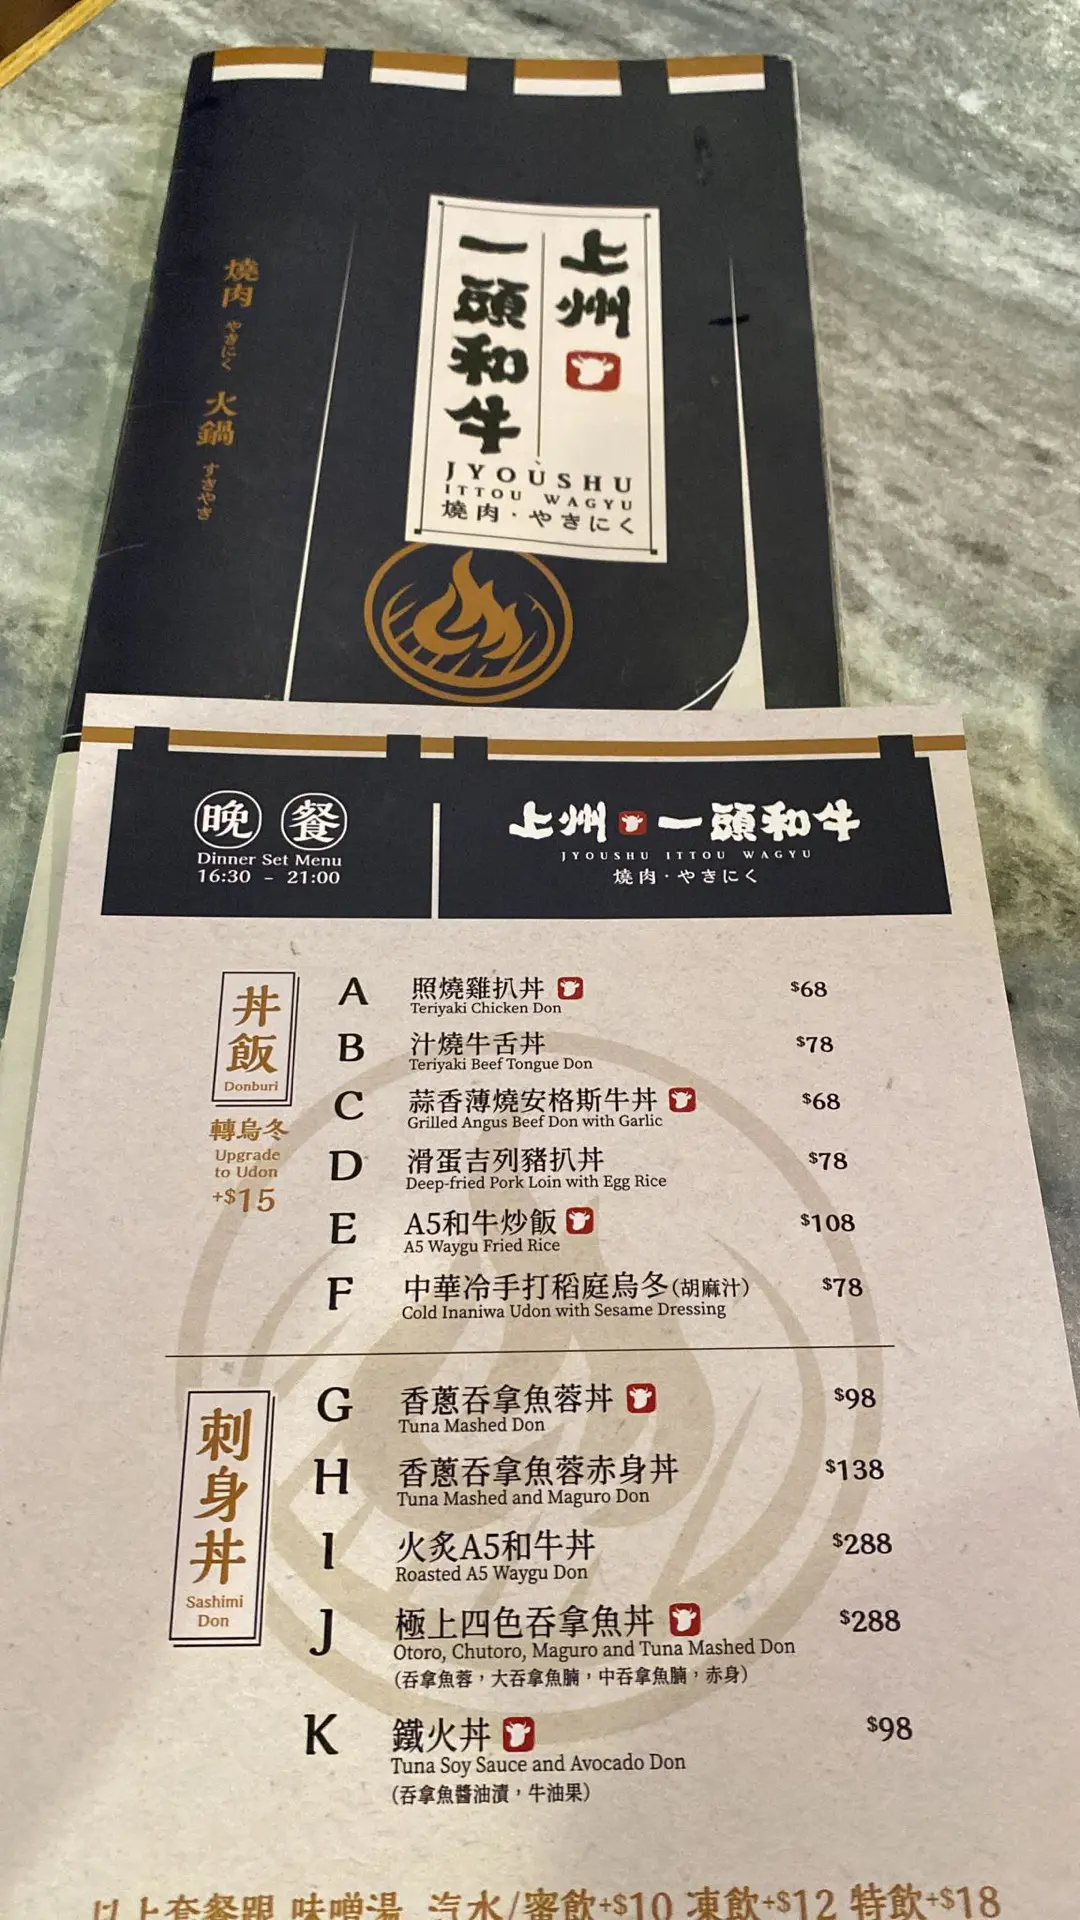 燒肉 やきにく 火鍋 すきやき
上州
一頭和牛
JYOUSHU
ITTOU WAGYU
燒肉・やきにく
晚餐
Dinner Set Menu
16:30 - 21:00
上州 一頭和牛
JYOUSHU ITTOU WAGYU
燒肉・やきにく
丼飯
Donburi
轉烏冬
Upgrade
to Udon
+$15
A 照燒雞扒丼 $68
Teriyaki Chicken Don
B 汁燒牛舌丼 $78
Teriyaki Beef Tongue Don
C 蒜香薄燒安格斯牛丼 $68
Grilled Angus Beef Don with Garlic
D 滑蛋吉列豬扒丼 $78
Deep-fried Pork Loin with Egg Rice
E A5和牛炒飯 $108
A5 Waygu Fried Rice
F 中華冷手打稻庭烏冬(胡麻汁) $78
Cold Inaniwa Udon with Sesame Dressing
刺身丼
Sashimi
Don
G 香蔥吞拿魚蓉丼 $98
Tuna Mashed Don
H 香蔥吞拿魚蓉赤身丼 $138
Tuna Mashed and Maguro Don
I 火炙A5和牛丼 $288
Roasted A5 Waygu Don
J 極上四色吞拿魚丼 $288
Otoro, Chutoro, Maguro and Tuna Mashed Don
(吞拿魚蓉，大吞拿魚腩，中吞拿魚腩，赤身)
K 鐵火丼 $98
Tuna Soy Sauce and Avocado Don
(吞拿魚醬油漬，牛油果)
以上套餐跟 味噌湯 汽水/蜜飲+$10 凍飲+$12 特飲+$18